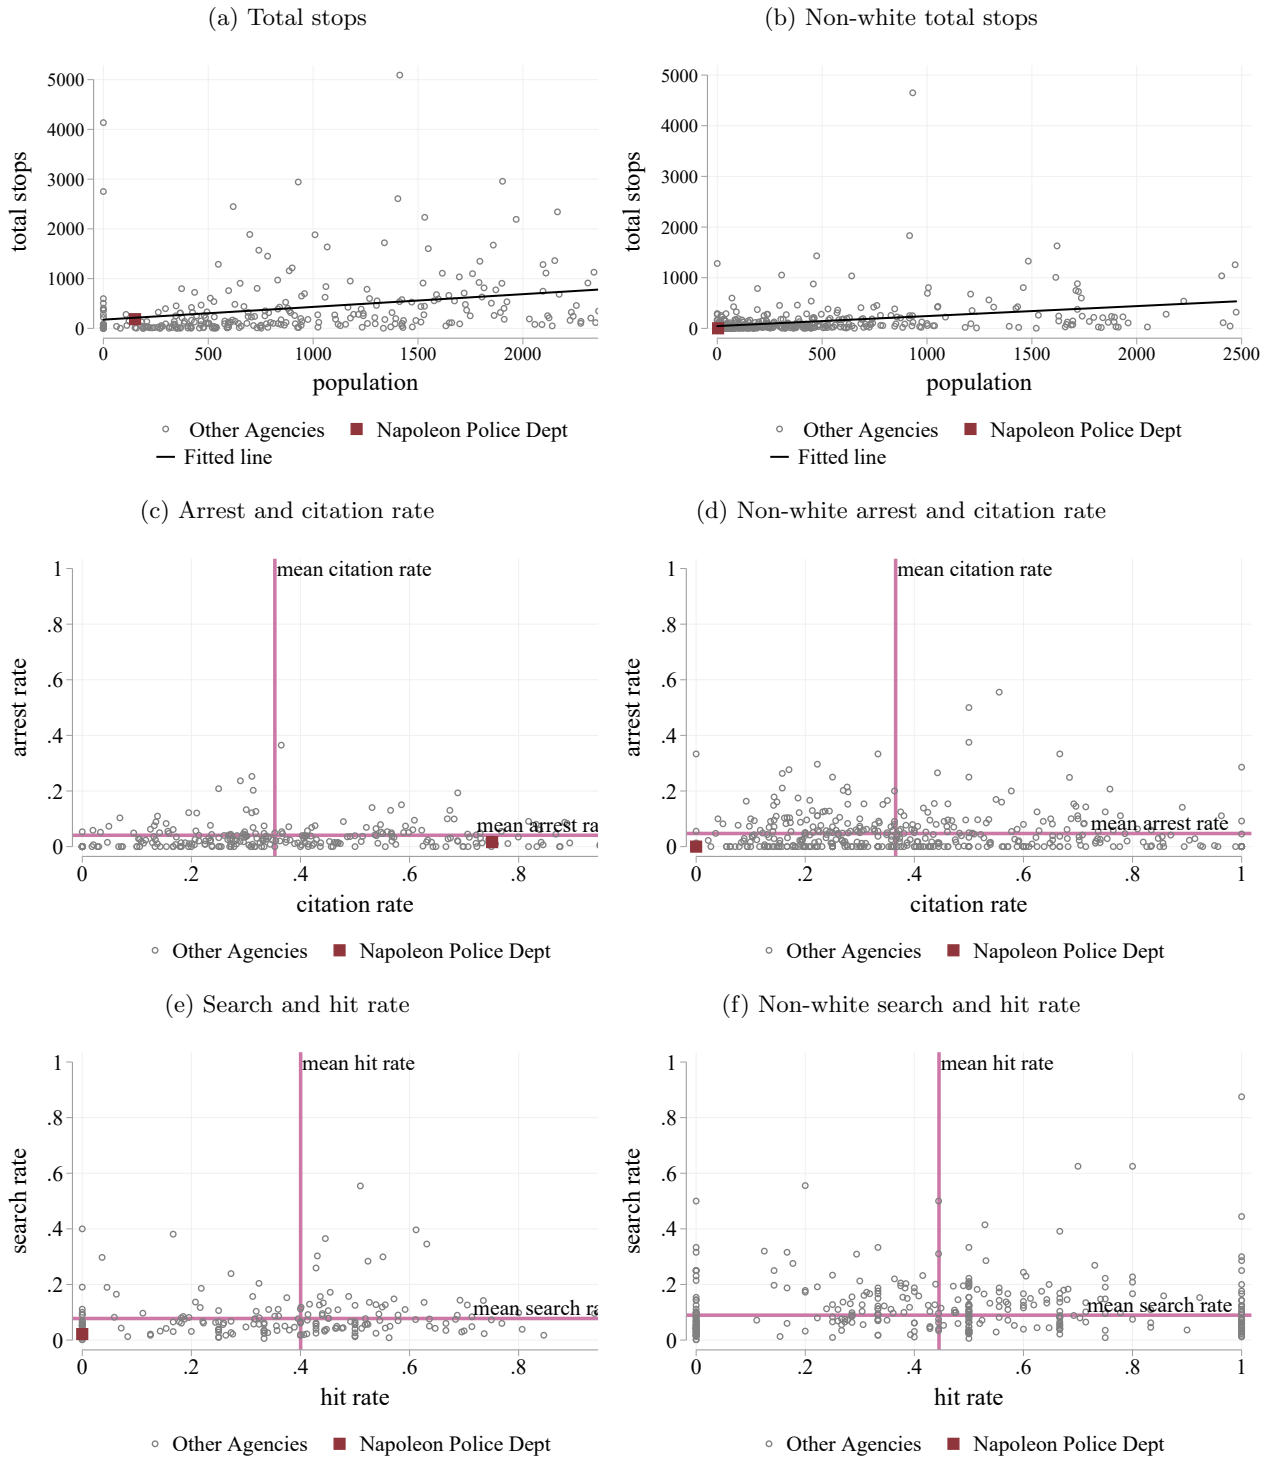 (a) Total stops
(b) Non-white total stops
total stops
5000
4000
3000
2000
1000
0
0 500 1000 1500 2000
population
Other Agencies Napoleon Police Dept
Fitted line
total stops
5000
4000
3000
2000
1000
0
0 500 1000 1500 2000 2500
population
Other Agencies Napoleon Police Dept
Fitted line
(c) Arrest and citation rate
(d) Non-white arrest and citation rate
arrest rate
1
.8
.6
.4
.2
0
mean citation rate
mean arrest ra
0 .2 .4 .6 .8
citation rate
Other Agencies Napoleon Police Dept
arrest rate
1
.8
.6
.4
.2
0
mean citation rate
mean arrest rate
0 .2 .4 .6 .8 1
citation rate
Other Agencies Napoleon Police Dept
(e) Search and hit rate
(f) Non-white search and hit rate
search rate
1
.8
.6
.4
.2
0
mean hit rate
mean search ra
0 .2 .4 .6 .8
hit rate
Other Agencies Napoleon Police Dept
search rate
1
.8
.6
.4
.2
0
mean hit rate
mean search rate
0 .2 .4 .6 .8 1
hit rate
Other Agencies Napoleon Police Dept